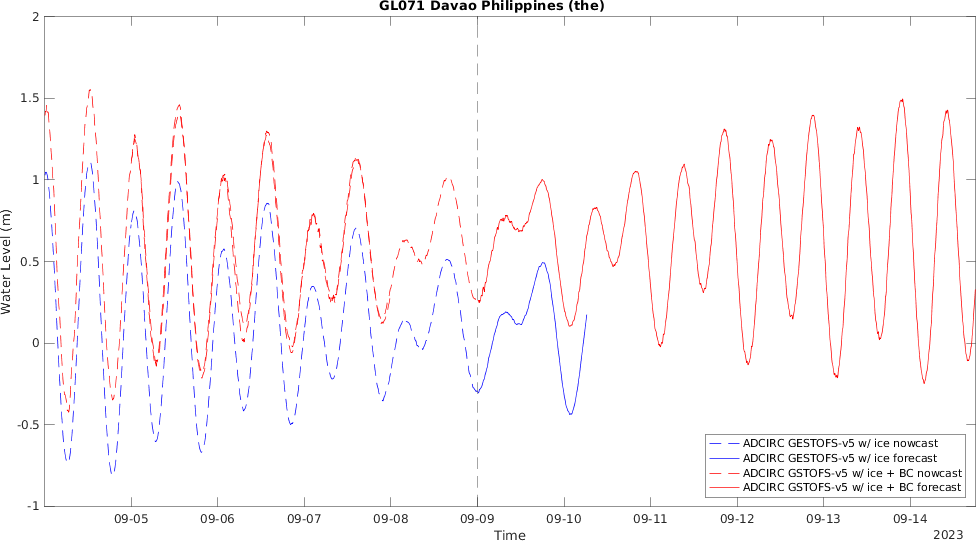 GL071 Davao Philippines (the)
2
1.5
1
0.5
0
-0.5
-1
Water Level (m)
ADCIRC GESTOFS-v5 w/ ice nowcast
ADCIRC GESTOFS-v5 w/ ice forecast
ADCIRC GSTOFS-v5 w/ ice + BC nowcast
ADCIRC GSTOFS-v5 w/ ice + BC forecast
09-05 09-06 09-07 09-08 09-09 09-10 09-11 09-12 09-13 09-14
Time
2023